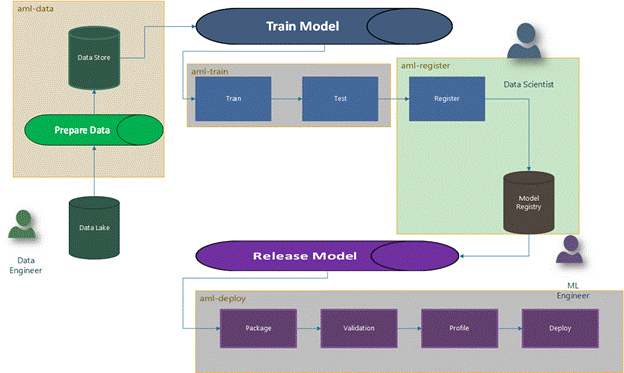 aml-data
Data Store
Prepare Data
Data Lake
Data
Engineer
Train Model
aml-train
Train
Test
aml-register
Data Scientist
Register
Model
Registry
Release Model
ML
Engineer
aml-deploy
Package
Validation
Profile
Deploy